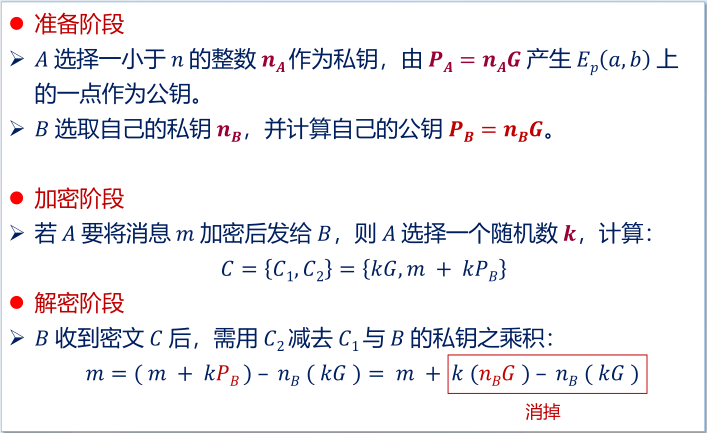 ● 准备阶段
➢ A 选择一小于 n 的整数 n_A 作为私钥，由 P_A = n_A G 产生 E_p(a, b) 上
的一点作为公钥。
➢ B 选取自己的私钥 n_B，并计算自己的公钥 P_B = n_B G。
● 加密阶段
➢ 若 A 要将消息 m 加密后发给 B，则 A 选择一个随机数 k，计算：
C = {C_1, C_2} = {kG, m + kP_B}
● 解密阶段
➢ B 收到密文 C 后，需用 C_2 减去 C_1 与 B 的私钥之乘积：
m = ( m + kP_B ) − n_B ( kG ) = m + k (n_B G ) − n_B ( kG )
消掉